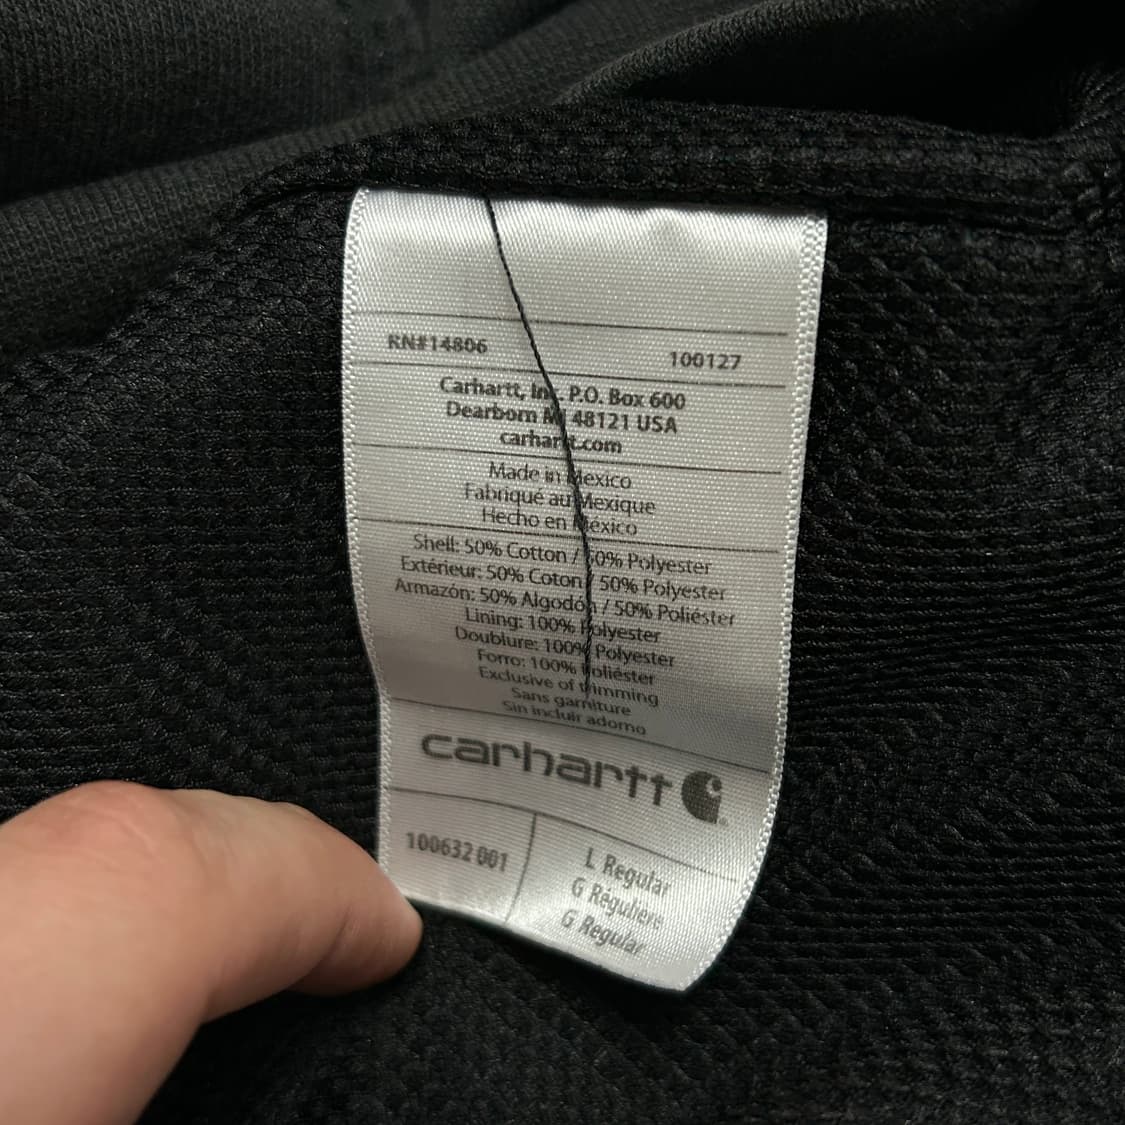 RN#14806 100127
Carhartt, Inc. P.O. Box 600
Dearborn MI 48121 USA
carhartt.com
Made in Mexico
Fabriqué au Mexique
Hecho en México
Shell: 50% Cotton / 50% Polyester
Extérieur: 50% Coton / 50% Polyester
Armazón: 50% Algodón / 50% Poliéster
Lining: 100% Polyester
Doublure: 100% Polyester
Forro: 100% Poliéster
Exclusive of trimming
Sans garniture
Sin incluir adorno
carhartt
100632 001
L Regular
G Régulière
G Regular